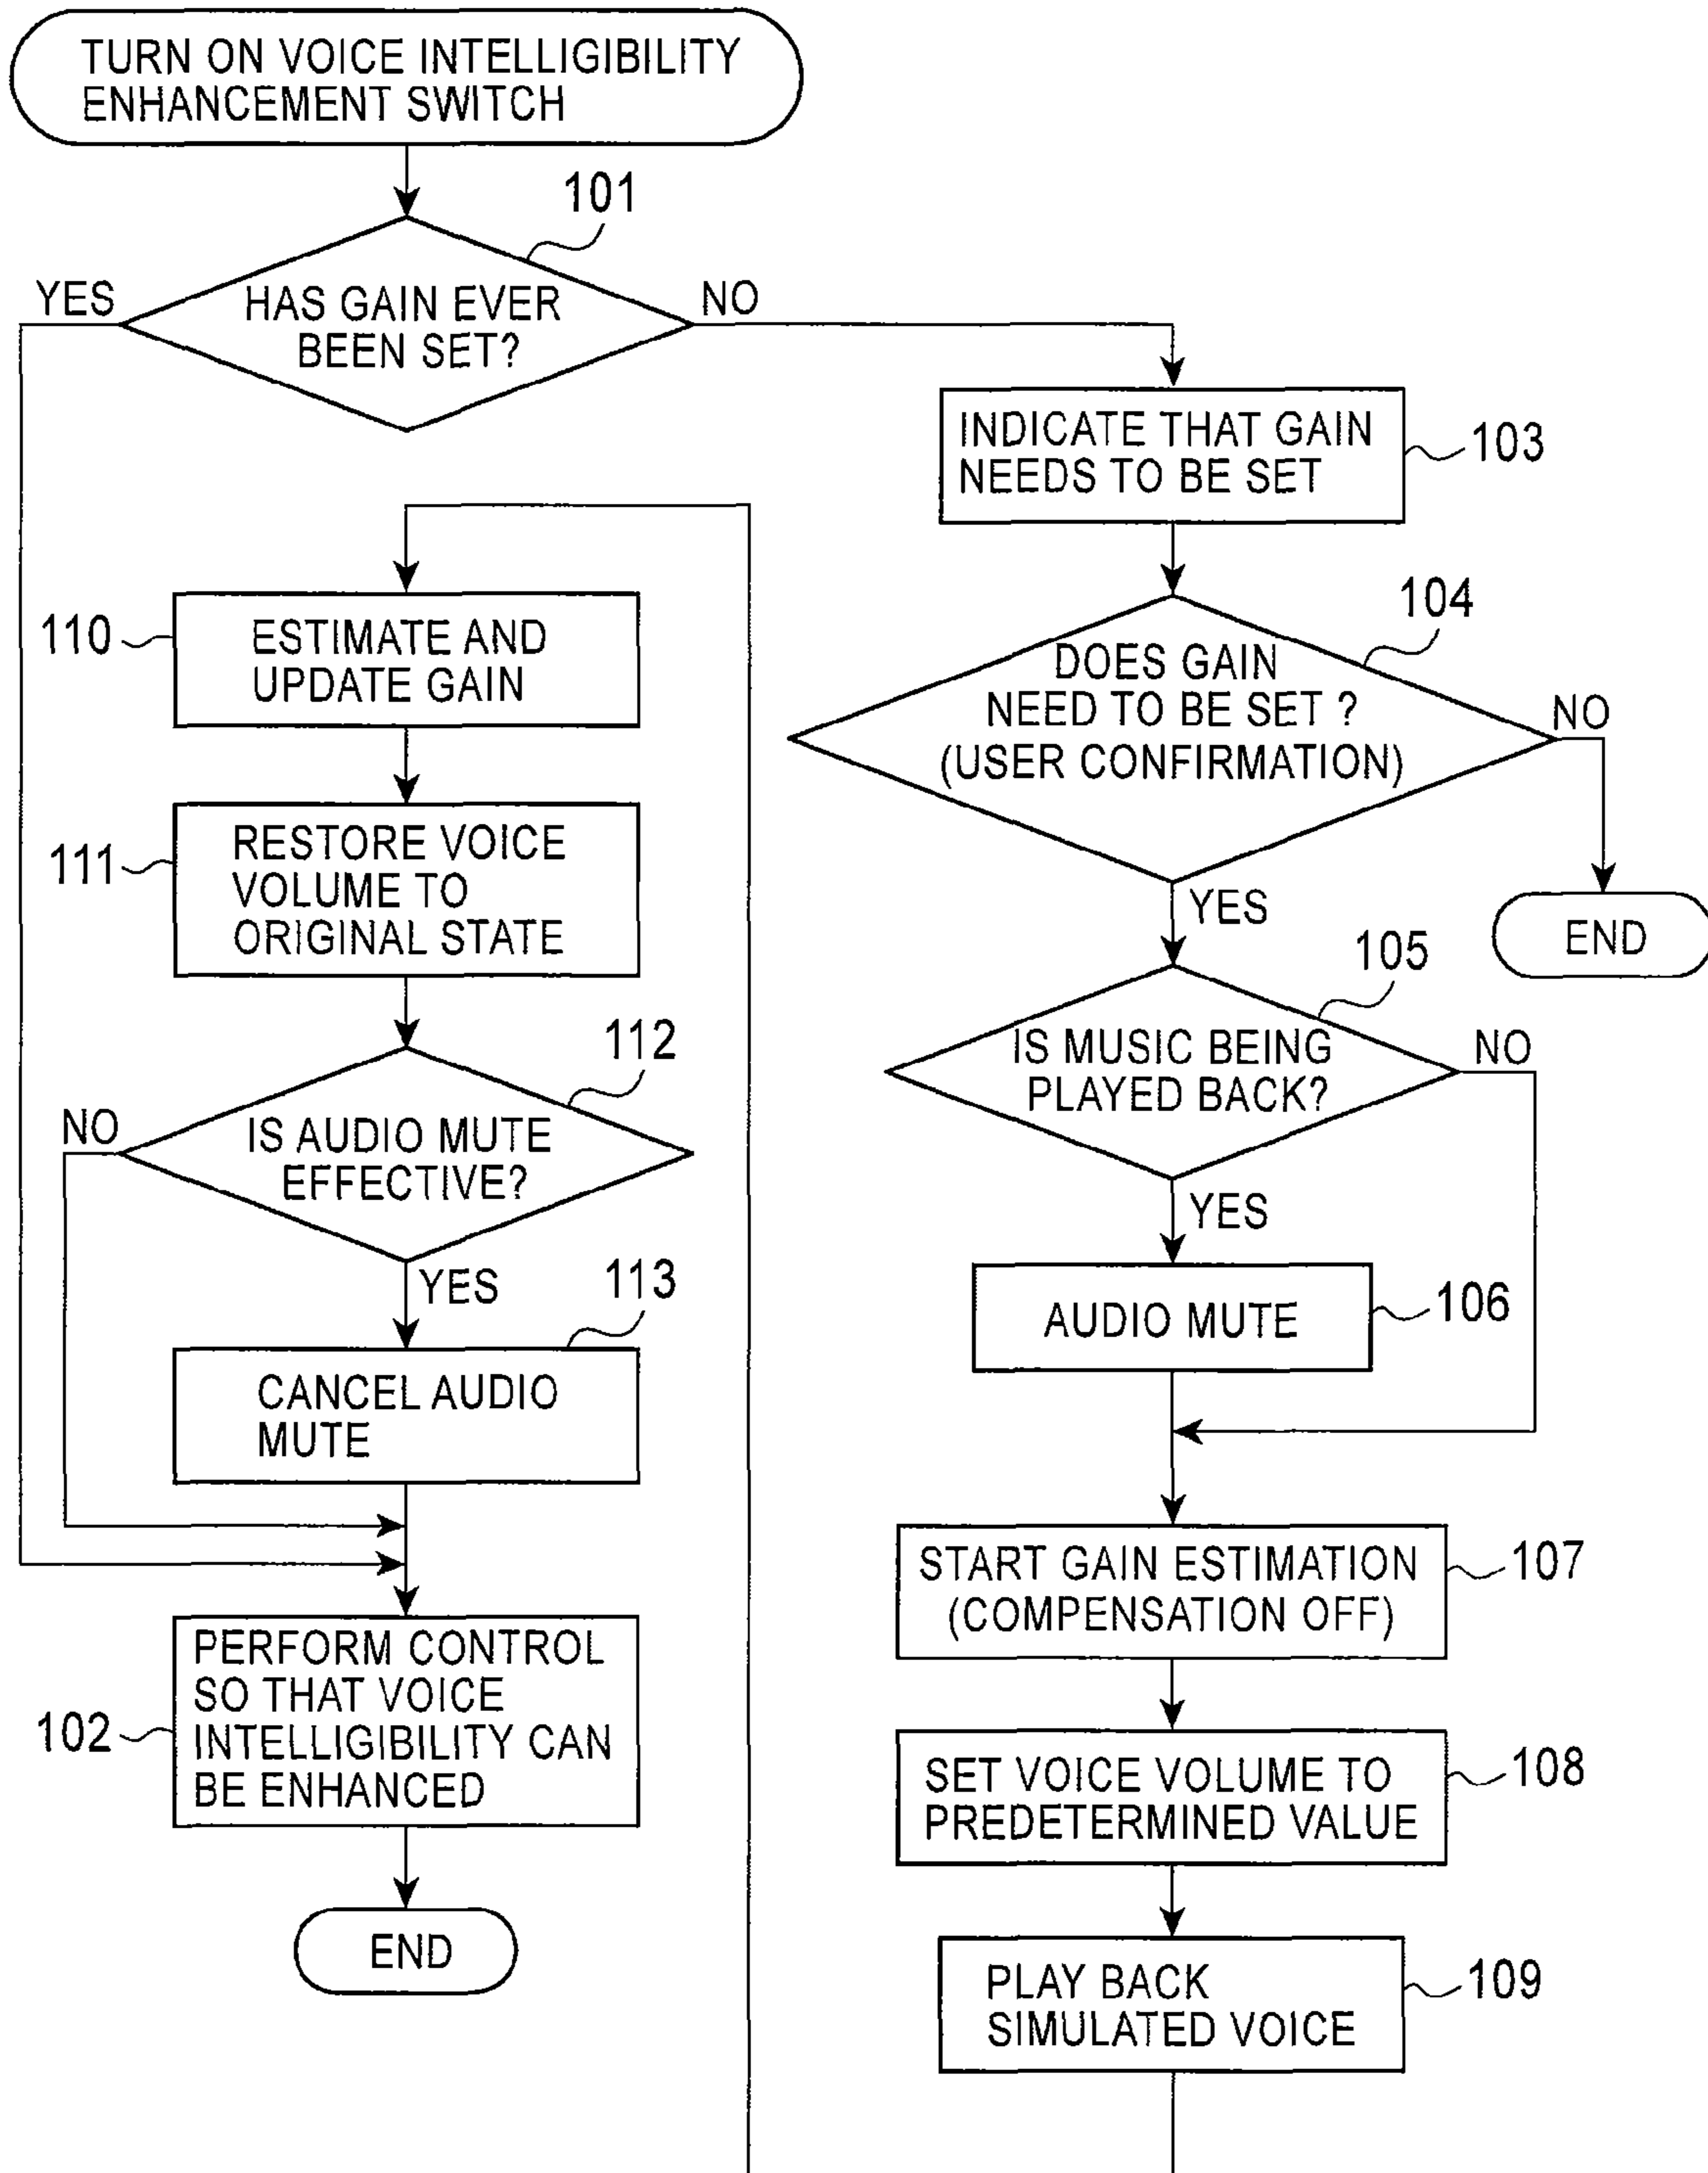 TURN ON VOICE INTELLIGIBILITY
ENHANCEMENT SWITCH
101
YES
HAS GAIN EVER
BEEN SET?
NO
INDICATE THAT GAIN
NEEDS TO BE SET
103
104
DOES GAIN
NEED TO BE SET ?
(USER CONFIRMATION)
NO
YES
END
105
IS MUSIC BEING
PLAYED BACK?
NO
YES
AUDIO MUTE
106
START GAIN ESTIMATION
(COMPENSATION OFF)
107
SET VOICE VOLUME TO
PREDETERMINED VALUE
108
PLAY BACK
SIMULATED VOICE
109
110
ESTIMATE AND
UPDATE GAIN
111
RESTORE VOICE
VOLUME TO
ORIGINAL STATE
112
NO
IS AUDIO MUTE
EFFECTIVE?
YES
113
CANCEL AUDIO
MUTE
102
PERFORM CONTROL
SO THAT VOICE
INTELLIGIBILITY CAN
BE ENHANCED
END